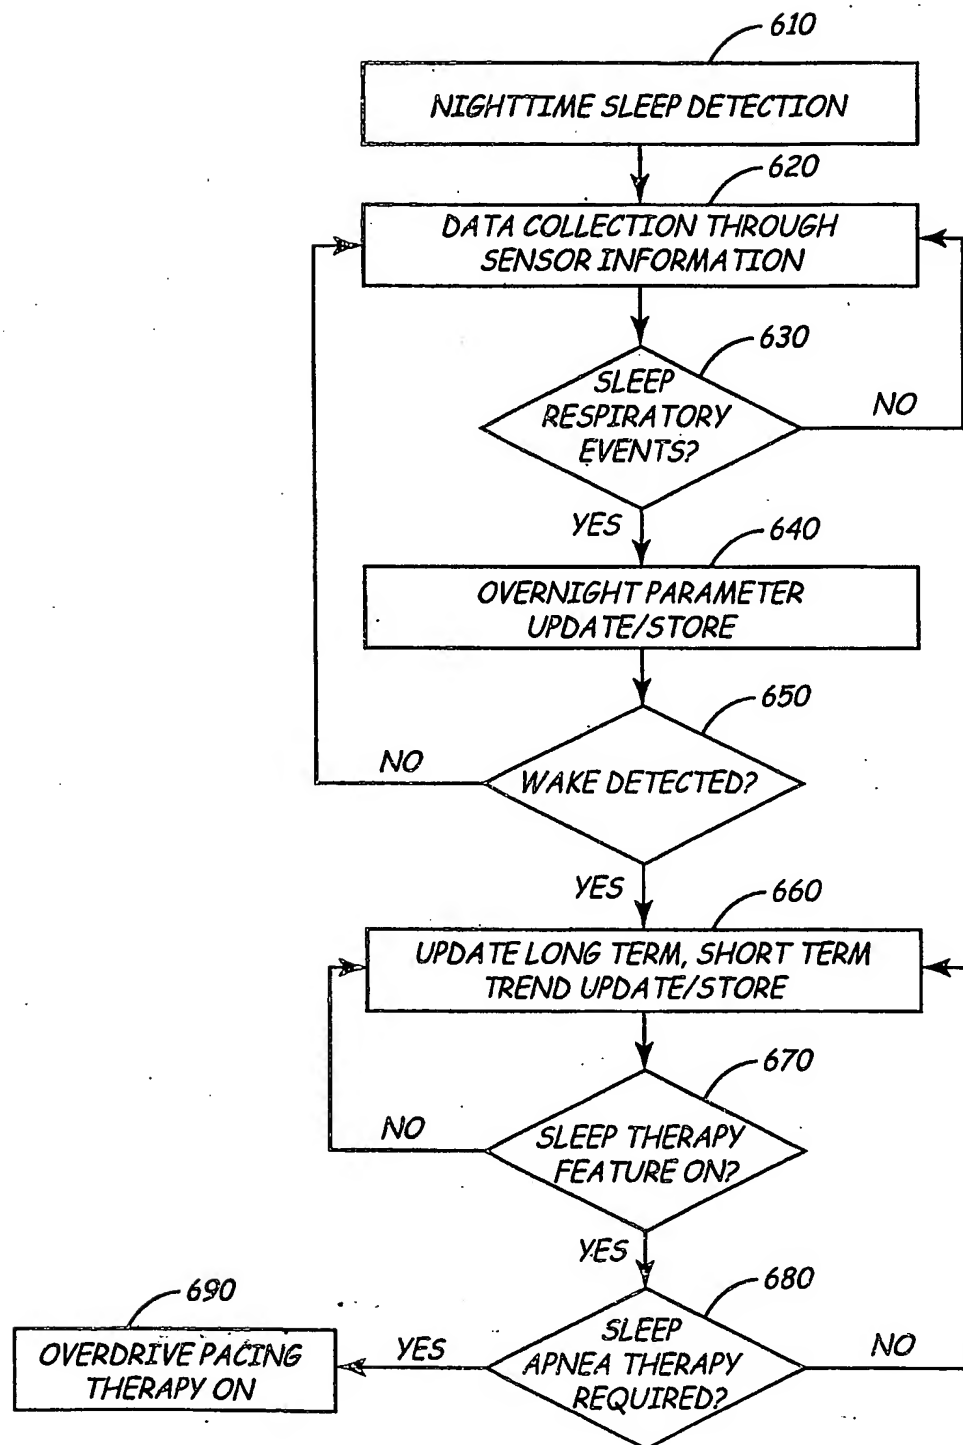 610
NIGHTTIME SLEEP DETECTION
620
DATA COLLECTION THROUGH
SENSOR INFORMATION
630
SLEEP
RESPIRATORY
EVENTS?
NO
YES
640
OVERNIGHT PARAMETER
UPDATE/STORE
650
NO
WAKE DETECTED?
YES
660
UPDATE LONG TERM, SHORT TERM
TREND UPDATE/STORE
670
NO
SLEEP THERAPY
FEATURE ON?
YES
680
690
SLEEP
APNEA THERAPY
REQUIRED?
YES
NO
OVERDRIVE PACING
THERAPY ON